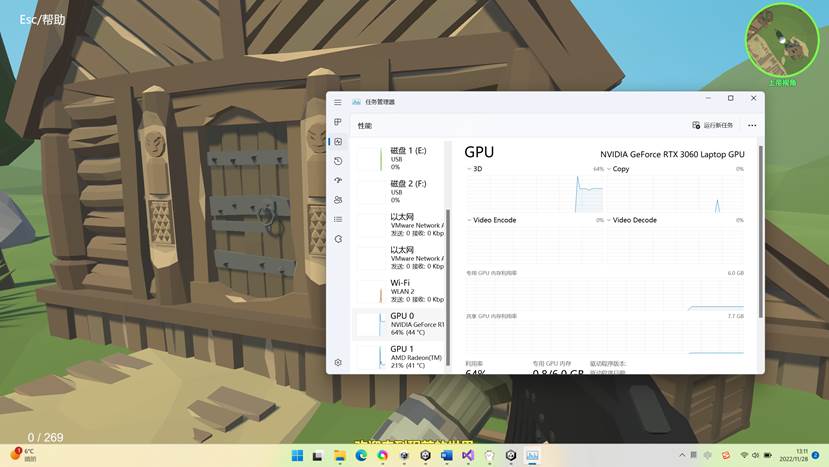 Esc/帮助
上帝视角
任务管理器
性能
运行新任务
磁盘 1 (E:)
USB
0%
磁盘 2 (F:)
USB
0%
以太网
VMware Network A
发送: 0 接收: 0 Kbp
以太网
VMware Network A
发送: 0 接收: 0 Kbp
Wi-Fi
WLAN 2
发送: 0 接收: 0 Kbp
GPU 0
NVIDIA GeForce RT
64% (44 °C)
GPU 1
AMD Radeon(TM)
21% (41 °C)
GPU
NVIDIA GeForce RTX 3060 Laptop GPU
3D
64%
Copy
0%
Video Encode
0%
Video Decode
0%
专用 GPU 内存利用率
6.0 GB
共享 GPU 内存利用率
7.7 GB
利用率
专用 GPU 内存
驱动程序版本:
64%
0.8/6.0 GB
驱动程序日期:
0 / 269
1
6°C
晴朗
拼
13:11
2022/11/28
2